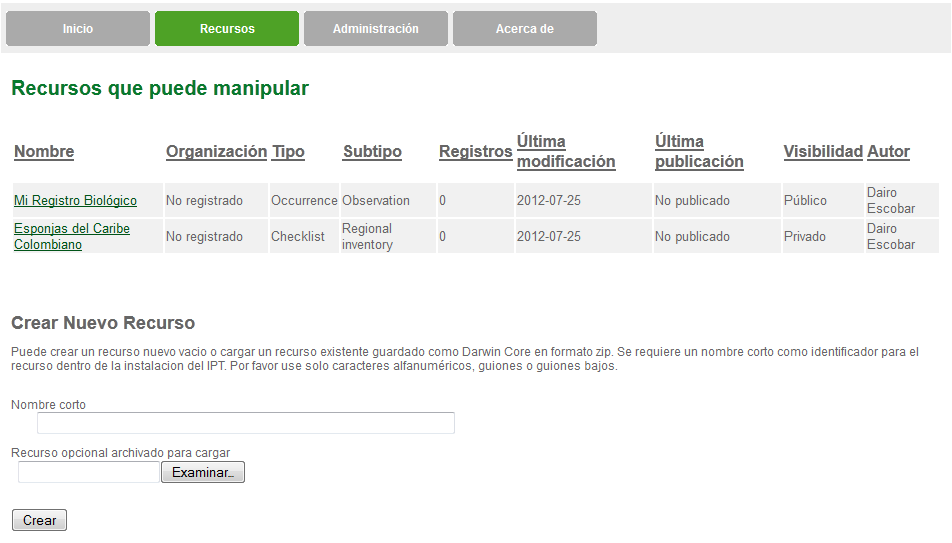 Inicio Recursos Administración Acerca de
Recursos que puede manipular
Nombre Organización Tipo Subtipo Registros Última modificación Última publicación Visibilidad Autor
Mi Registro Biológico No registrado Occurrence Observation 0 2012-07-25 No publicado Público Dairo Escobar
Esponjas del Caribe Colombiano No registrado Checklist Regional inventory 0 2012-07-25 No publicado Privado Dairo Escobar
Crear Nuevo Recurso
Puede crear un recurso nuevo vacio o cargar un recurso existente guardado como Darwin Core en formato zip. Se requiere un nombre corto como identificador para el
recurso dentro de la instalacion del IPT. Por favor use solo caracteres alfanuméricos, guiones o guiones bajos.
Nombre corto
Recurso opcional archivado para cargar
Examinar...
Crear